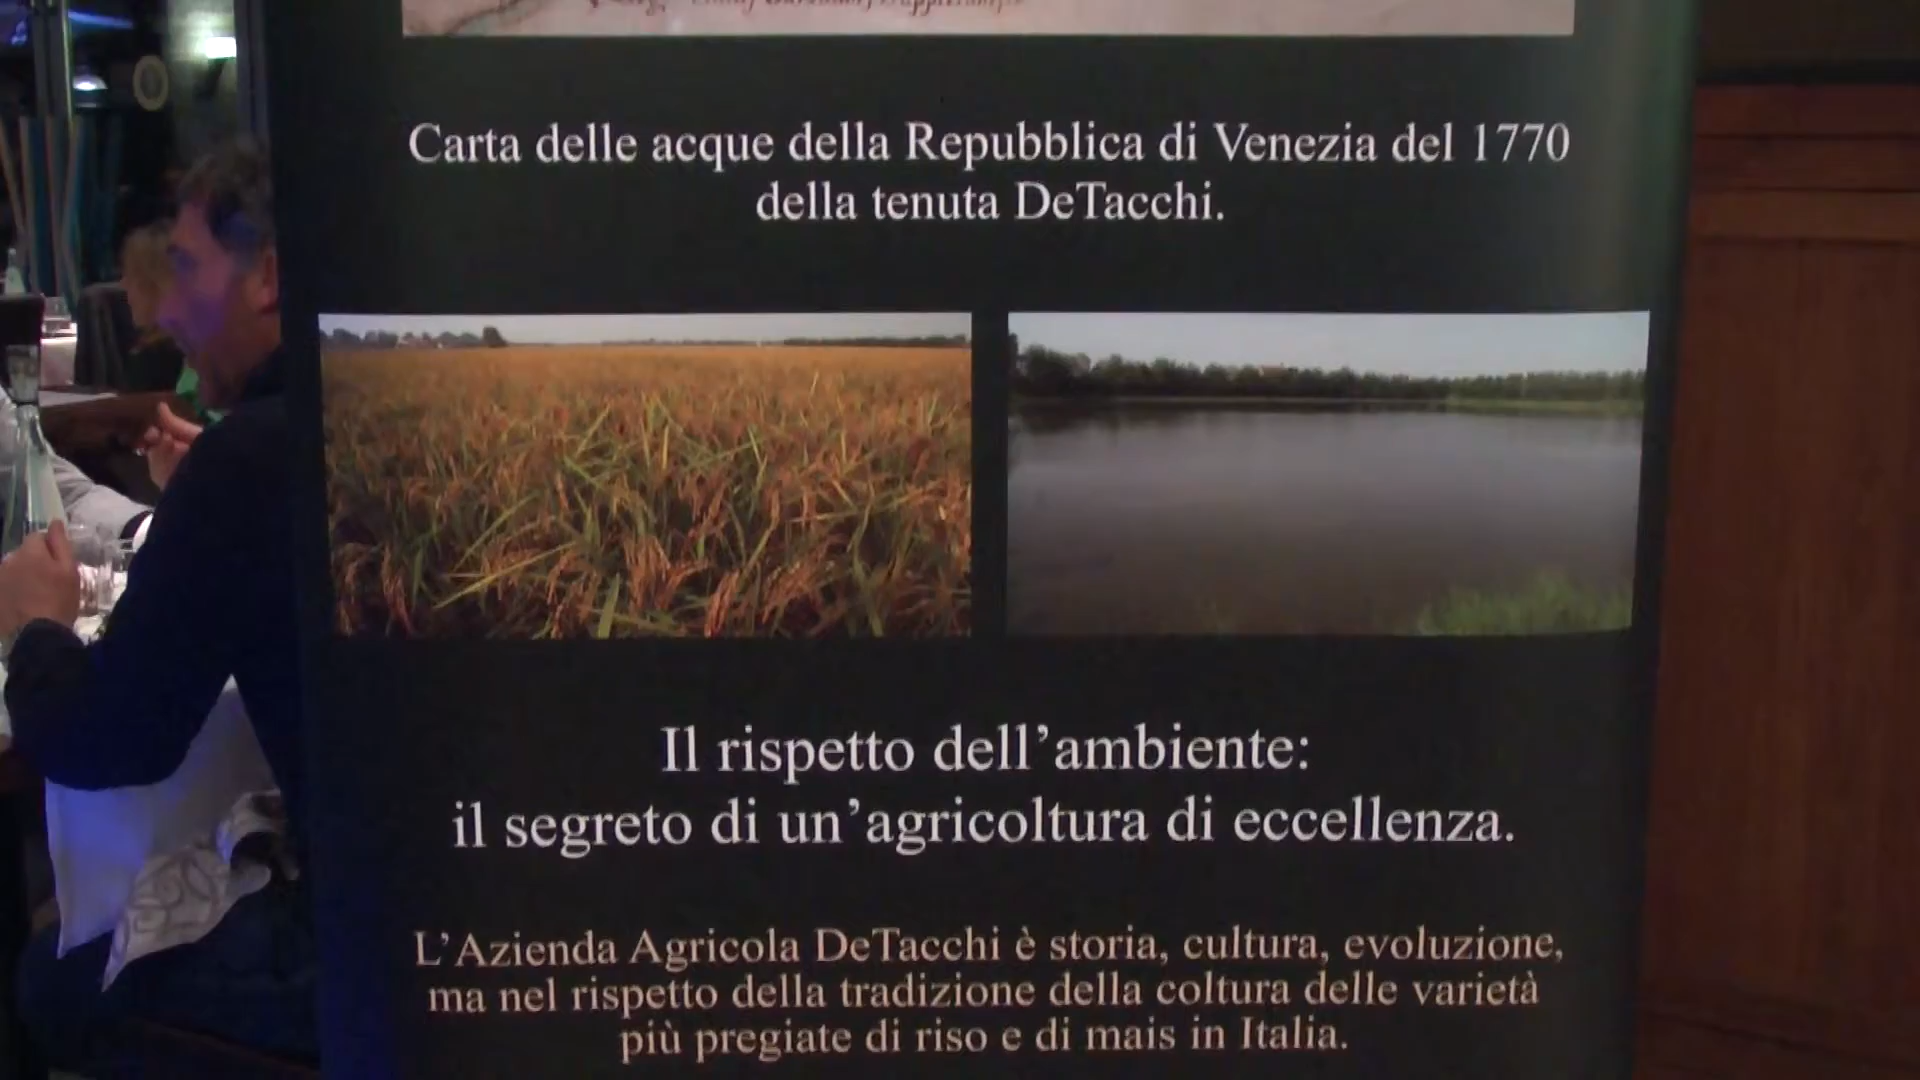 Carta delle acque della Repubblica di Venezia del 1770
della tenuta DeTacchi.
Il rispetto dell’ambiente:
il segreto di un’agricoltura di eccellenza.
L’Azienda Agricola DeTacchi è storia, cultura, evoluzione,
ma nel rispetto della tradizione della coltura delle varietà
più pregiate di riso e di mais in Italia.